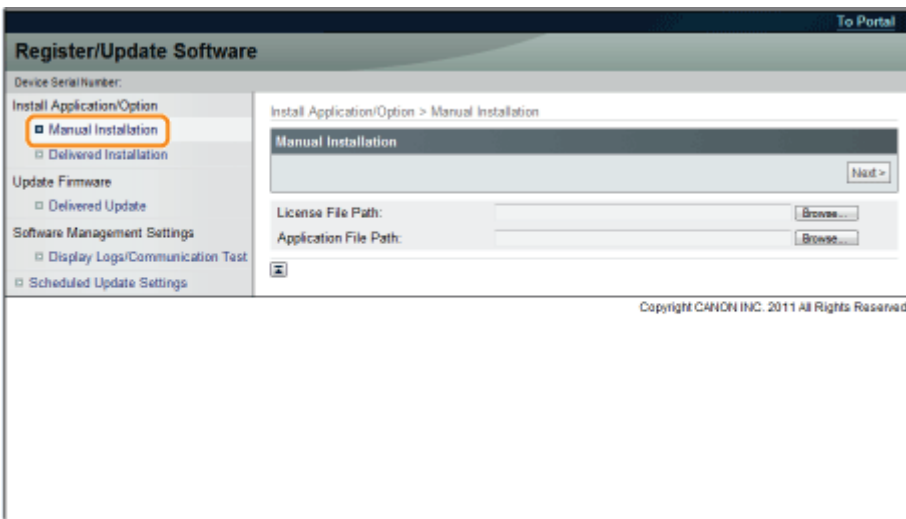 To Portal
Register/Update Software
Device Serial Number:
Install Application/Option
Manual Installation
Delivered Installation
Update Firmware
Delivered Update
Software Management Settings
Display Logs/Communication Test
Scheduled Update Settings
Install Application/Option > Manual Installation
Manual Installation
Next >
License File Path:
Browse...
Application File Path:
Browse...
Copyright CANON INC. 2011 All Rights Reserved